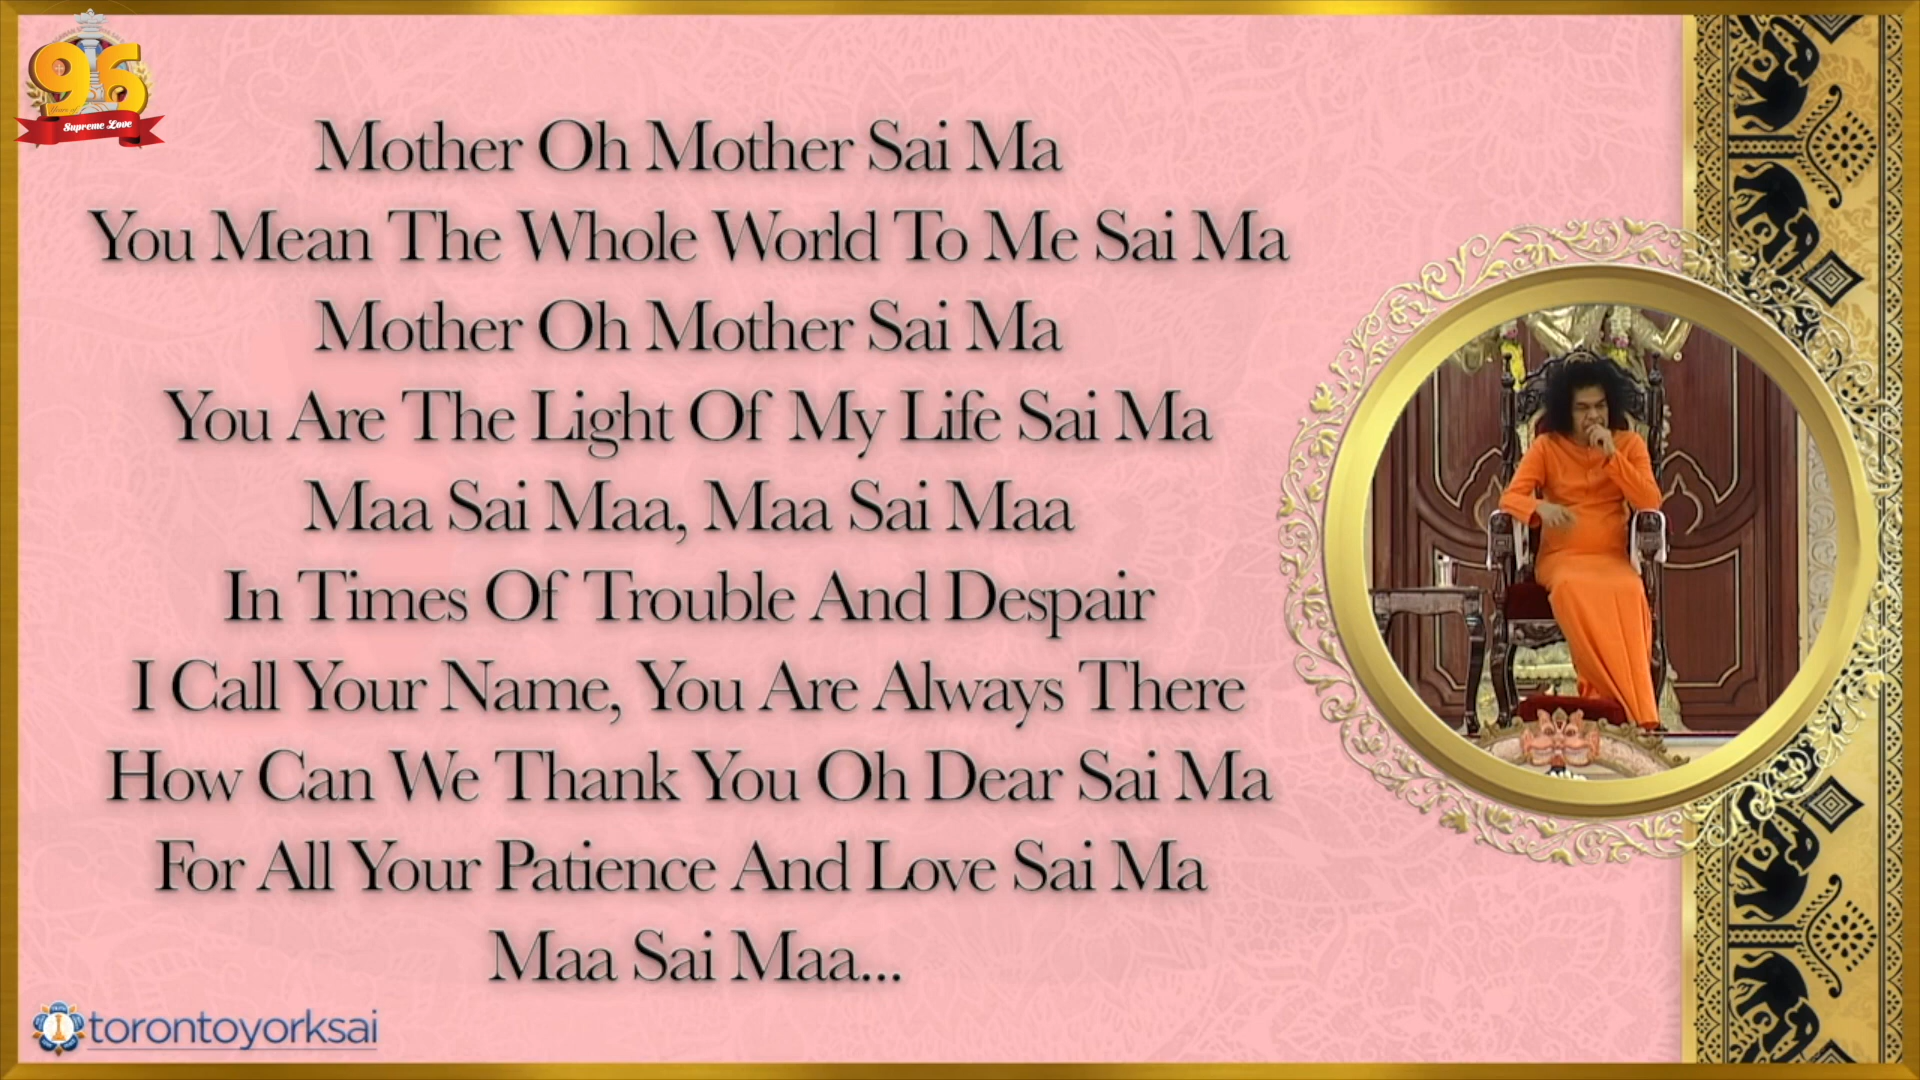 96
Years of
Supreme Love
Mother Oh Mother Sai Ma
You Mean The Whole World To Me Sai Ma
Mother Oh Mother Sai Ma
You Are The Light Of My Life Sai Ma
Maa Sai Maa, Maa Sai Maa
In Times Of Trouble And Despair
I Call Your Name, You Are Always There
How Can We Thank You Oh Dear Sai Ma
For All Your Patience And Love Sai Ma
Maa Sai Maa...
torontoyorksai